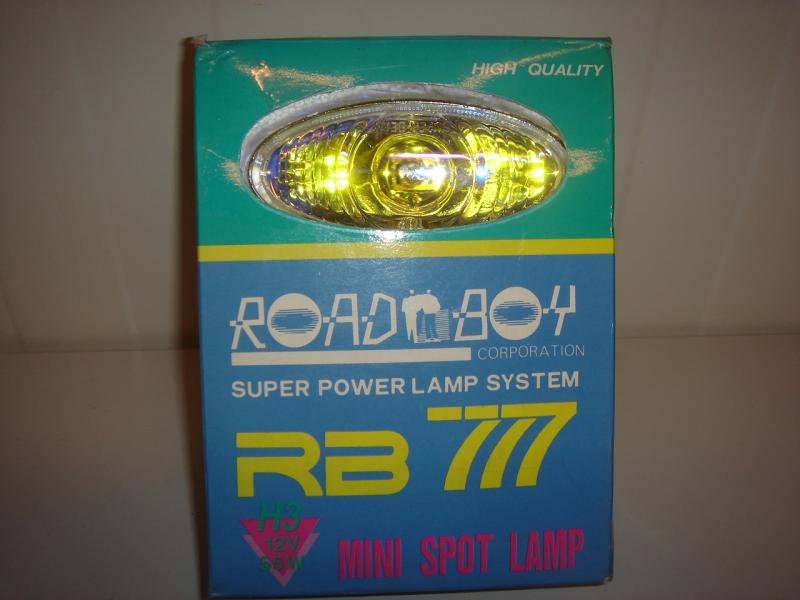 HIGH QUALITY
ROAD BOY
CORPORATION
SUPER POWER LAMP SYSTEM
RB 777
H3
12V
55W
MINI SPOT LAMP